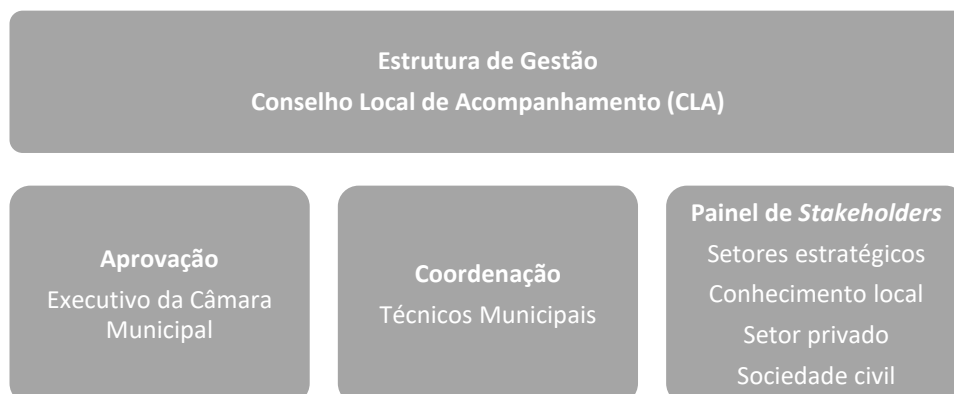 Estrutura de Gestão
Conselho Local de Acompanhamento (CLA)
Aprovação
Executivo da Câmara
Municipal
Coordenação
Técnicos Municipais
Painel de Stakeholders
Setores estratégicos
Conhecimento local
Setor privado
Sociedade civil